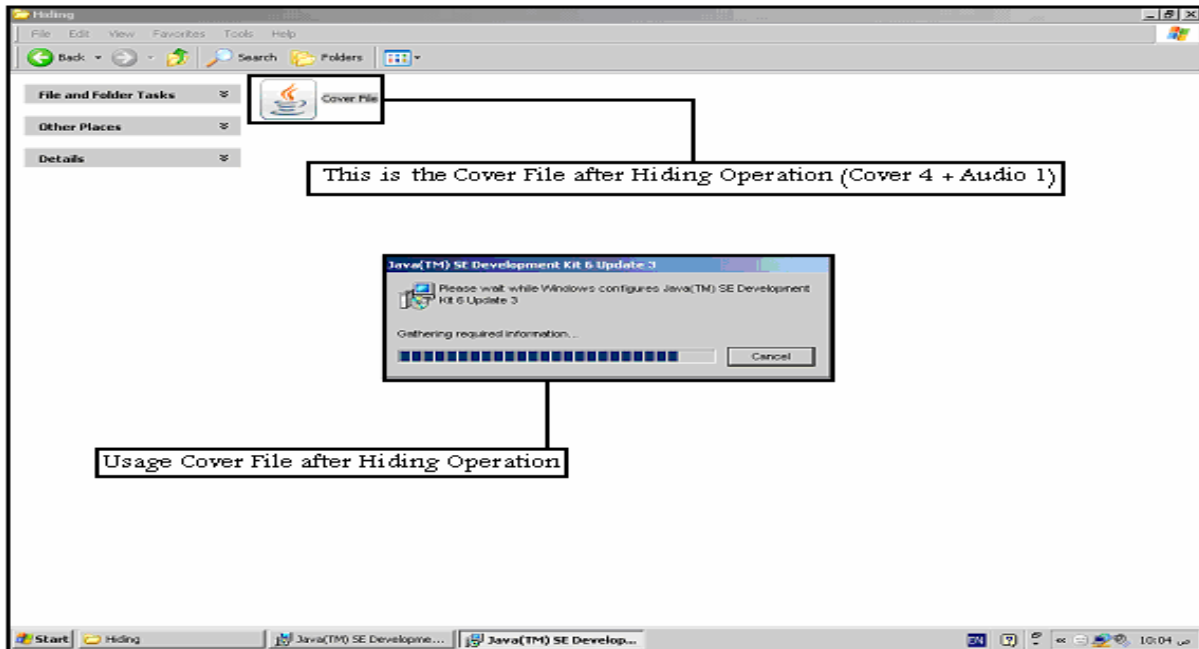 Hiding
File Edit View Favorites Tools Help
Back Search Folders
File and Folder Tasks
Cover File
Other Places
Details
This is the Cover File after Hiding Operation (Cover 4 + Audio 1)
Java(TM) SE Development Kit 6 Update 3
Please wait while Windows configures Java(TM) SE Development
Kit 6 Update 3
Gathering required information...
Cancel
Usage Cover File after Hiding Operation
Start Hiding Java(TM) SE Developme... Java(TM) SE Develop... EN 10:04 ص